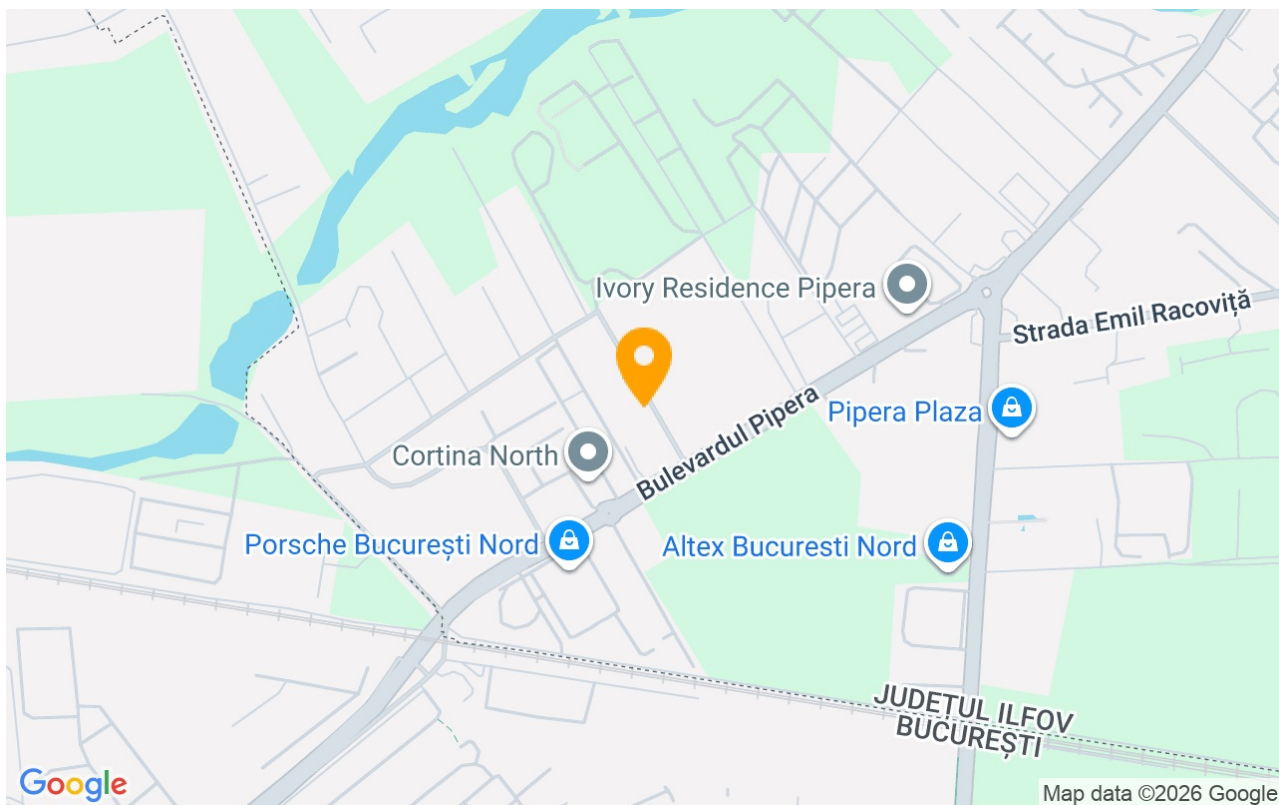 Ivory Residence Pipera
Strada Emil Racoviță
Bulevardul Pipera
Pipera Plaza
Cortina North
Porsche București Nord
Altex Bucuresti Nord
JUDEȚUL ILFOV
BUCUREȘTI
Google
Map data ©2026 Google